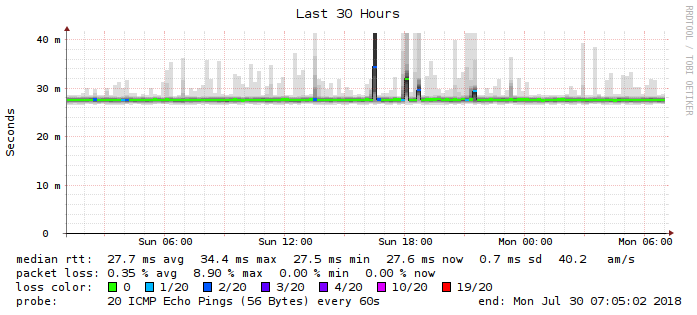 Last 30 Hours
RRDTOOL / TOBI OETIKER
Seconds
40 m
30 m
20 m
10 m
0
Sun 06:00 Sun 12:00 Sun 18:00 Mon 00:00 Mon 06:00
median rtt: 27.7 ms avg 34.4 ms max 27.5 ms min 27.6 ms now 0.7 ms sd 40.2 am/s
packet loss: 0.35 % avg 8.90 % max 0.00 % min 0.00 % now
loss color: 0 1/20 2/20 3/20 4/20 10/20 19/20
probe: 20 ICMP Echo Pings (56 Bytes) every 60s end: Mon Jul 30 07:05:02 2018